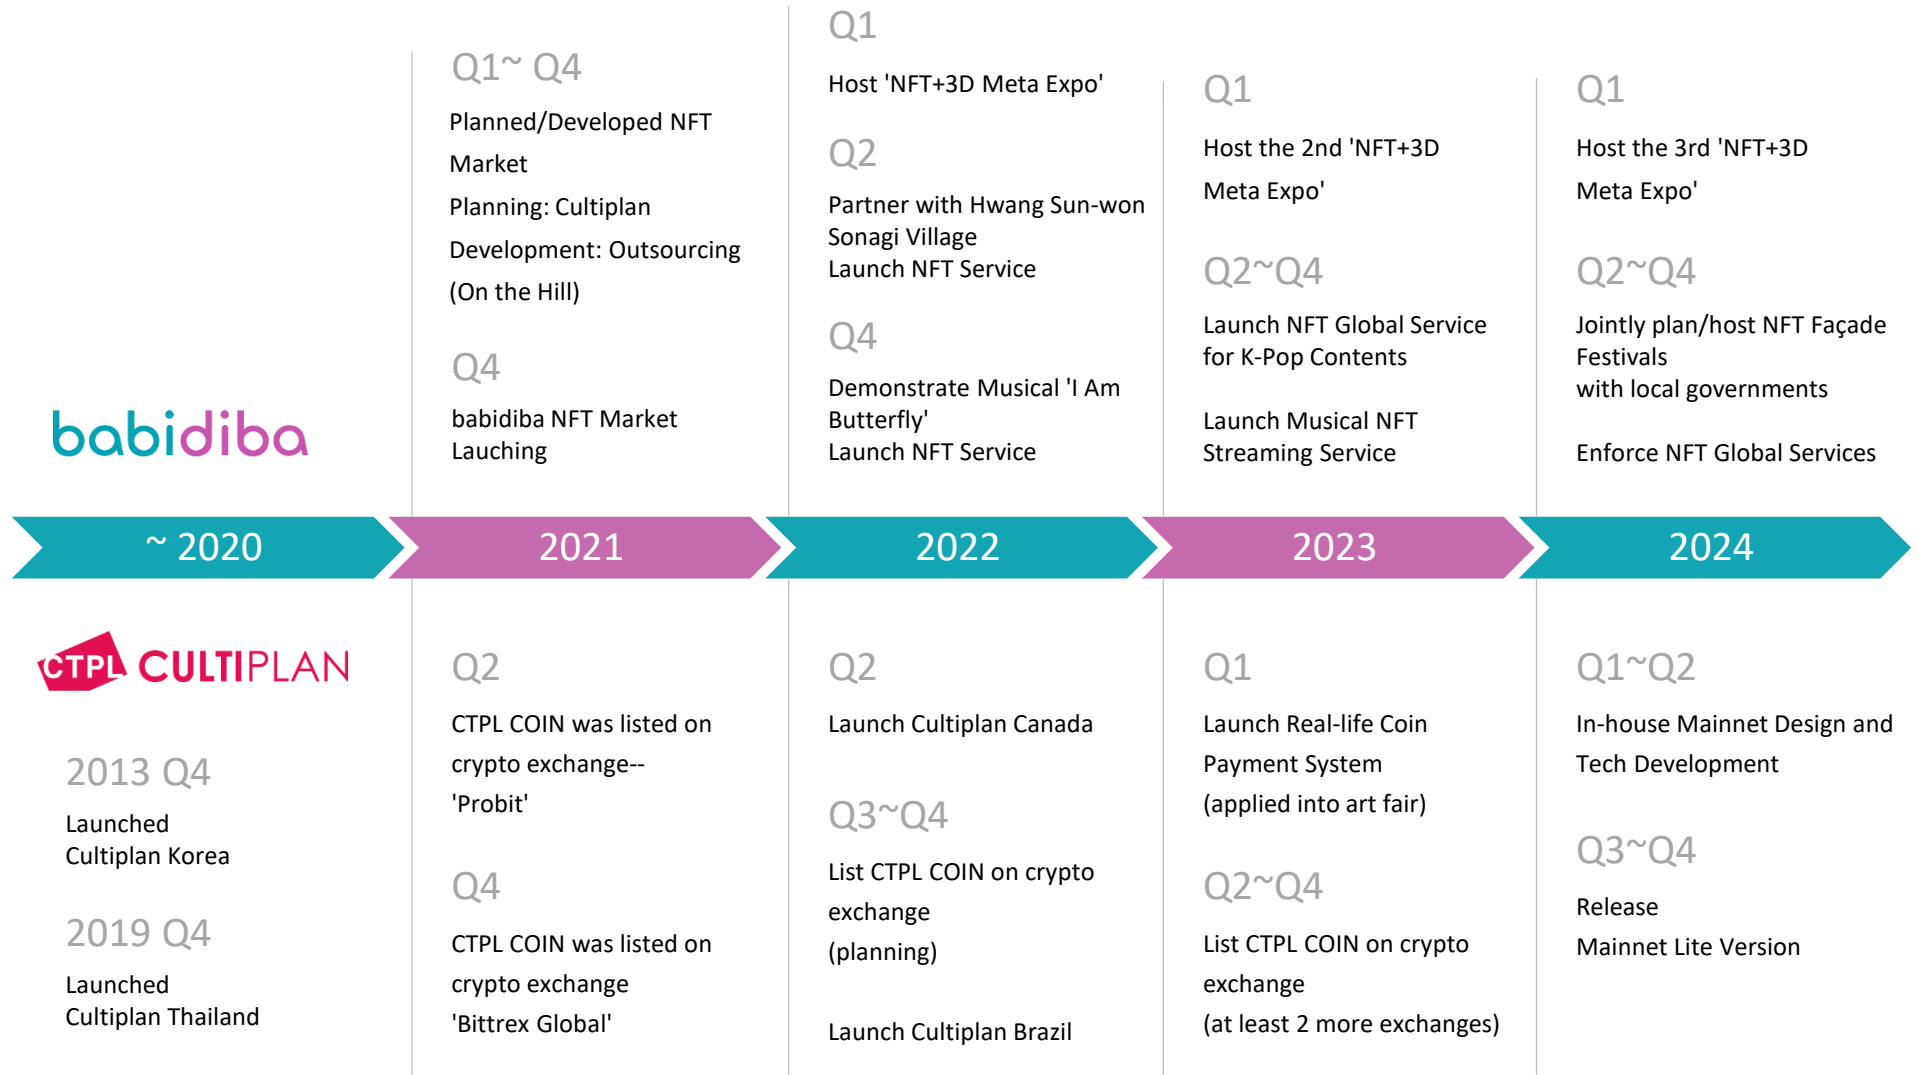 babidiba
Q1~ Q4
Planned/Developed NFT
Market
Planning: Cultiplan
Development: Outsourcing
(On the Hill)
Q4
babidiba NFT Market
Lauching
Q1
Host 'NFT+3D Meta Expo'
Q2
Partner with Hwang Sun-won
Sonagi Village
Launch NFT Service
Q4
Demonstrate Musical 'I Am
Butterfly'
Launch NFT Service
Q1
Host the 2nd 'NFT+3D
Meta Expo'
Q2~Q4
Launch NFT Global Service
for K-Pop Contents
Launch Musical NFT
Streaming Service
Q1
Host the 3rd 'NFT+3D
Meta Expo'
Q2~Q4
Jointly plan/host NFT Façade
Festivals
with local governments
Enforce NFT Global Services
~ 2020
2021
2022
2023
2024
CTPL CULTIPLAN
2013 Q4
Launched
Cultiplan Korea
2019 Q4
Launched
Cultiplan Thailand
Q2
CTPL COIN was listed on
crypto exchange--
'Probit'
Q4
CTPL COIN was listed on
crypto exchange
'Bittrex Global'
Q2
Launch Cultiplan Canada
Q3~Q4
List CTPL COIN on crypto
exchange
(planning)
Launch Cultiplan Brazil
Q1
Launch Real-life Coin
Payment System
(applied into art fair)
Q2~Q4
List CTPL COIN on crypto
exchange
(at least 2 more exchanges)
Q1~Q2
In-house Mainnet Design and
Tech Development
Q3~Q4
Release
Mainnet Lite Version